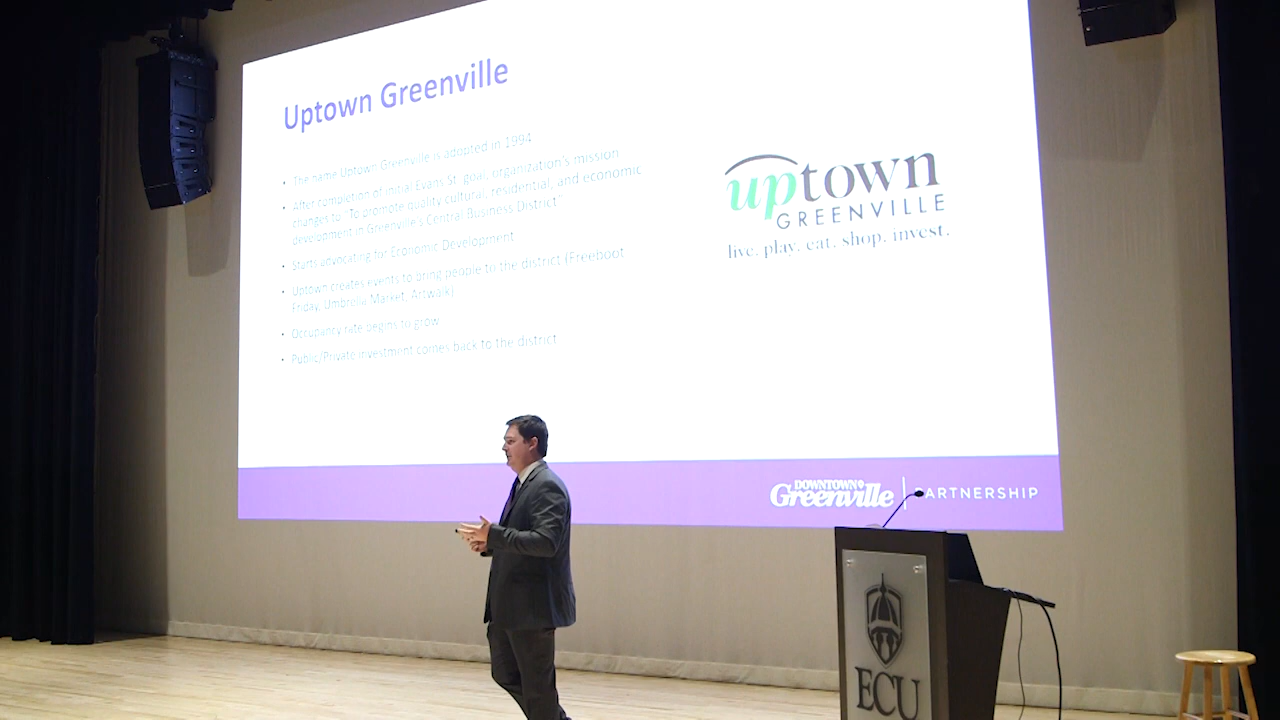 Uptown Greenville
• The name Uptown Greenville is adopted in 1994
• After completion of initial Evans St. goal, organization's mission
changes to "To promote quality cultural, residential, and economic
development in Greenville's Central Business District"
• Starts advocating for Economic Development
• Uptown creates events to bring people to the district (Freeboot
Friday, Umbrella Market, Artwalk)
• Occupancy rate begins to grow
• Public/Private investment comes back to the district
uptown
GREENVILLE
live. play. eat. shop. invest.
DOWNTOWN
Greenville
PARTNERSHIP
ECU